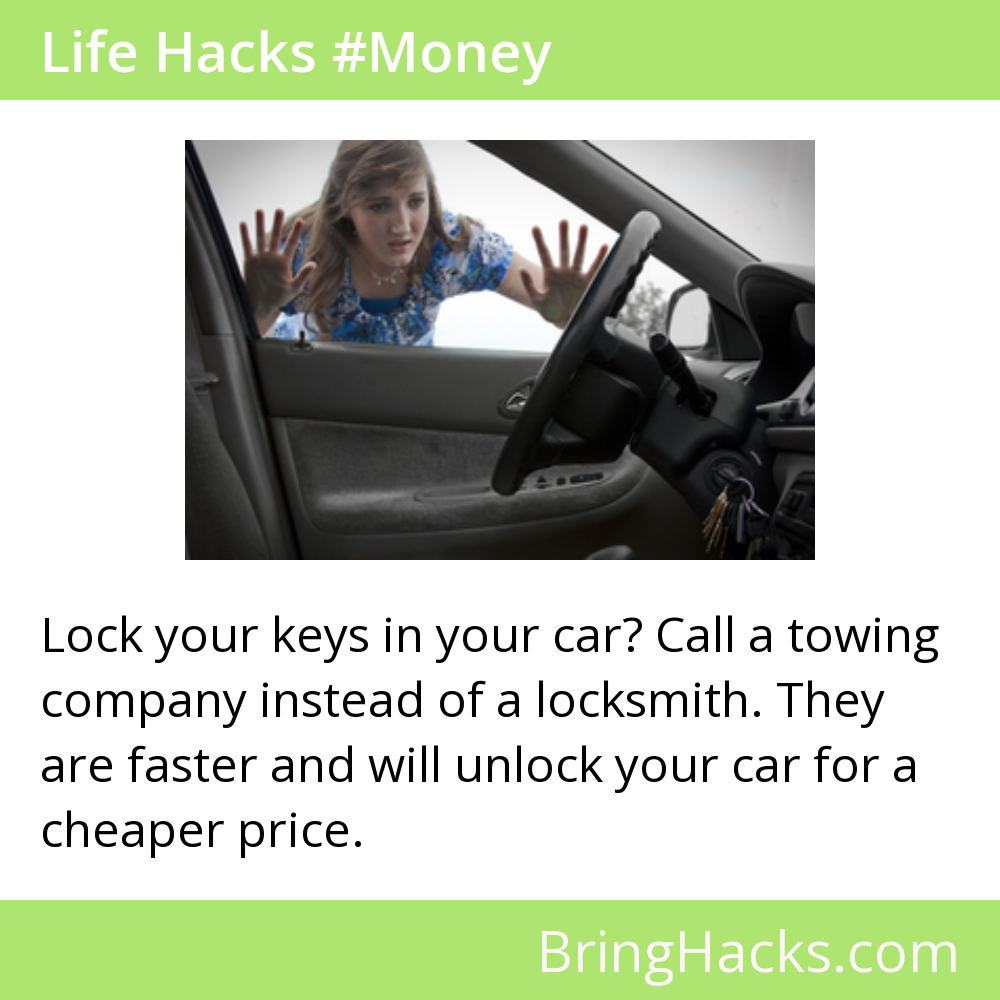 Life Hacks #Money
Lock your keys in your car? Call a towing
company instead of a locksmith. They
are faster and will unlock your car for a
cheaper price.
BringHacks.com